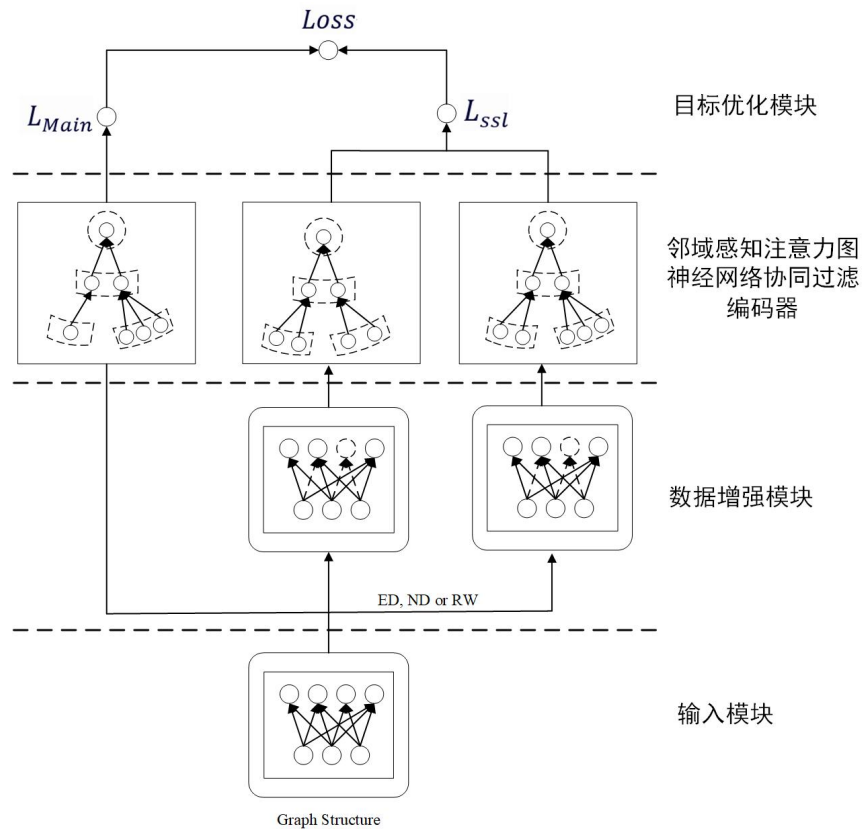 Loss
L_Main
L_ssl
目标优化模块
邻域感知注意力图
神经网络协同过滤
编码器
数据增强模块
ED, ND or RW
输入模块
Graph Structure